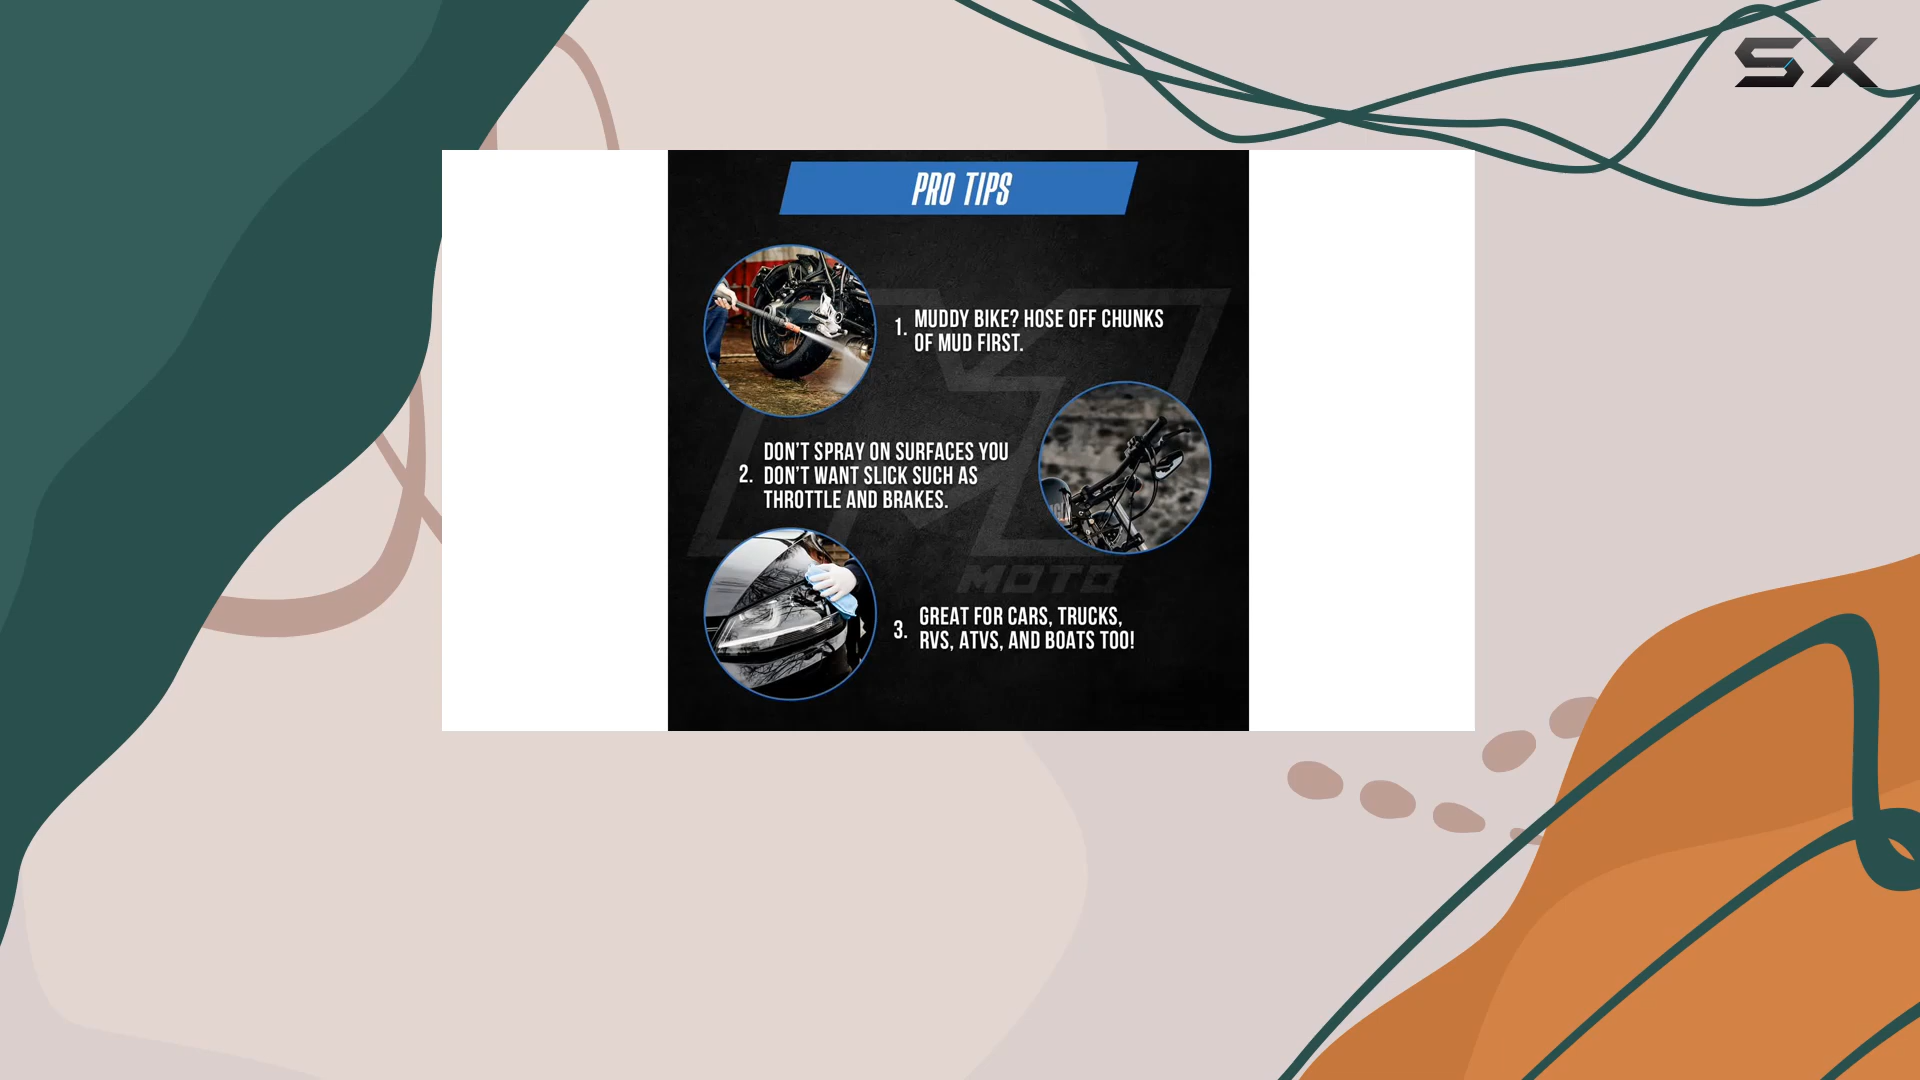 SX
PRO TIPS
1. MUDDY BIKE? HOSE OFF CHUNKS
OF MUD FIRST.
2. DON'T SPRAY ON SURFACES YOU
DON'T WANT SLICK SUCH AS
THROTTLE AND BRAKES.
MOTO
3. GREAT FOR CARS, TRUCKS,
RVS, ATVS, AND BOATS TOO!